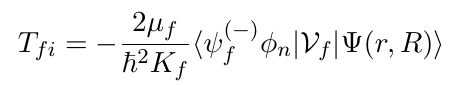 T_{fi} = -\frac{2\mu_f}{\hbar^2 K_f} \langle \psi_f^{(-)} \phi_n | \mathcal{V}_f | \Psi(r, R) \rangle